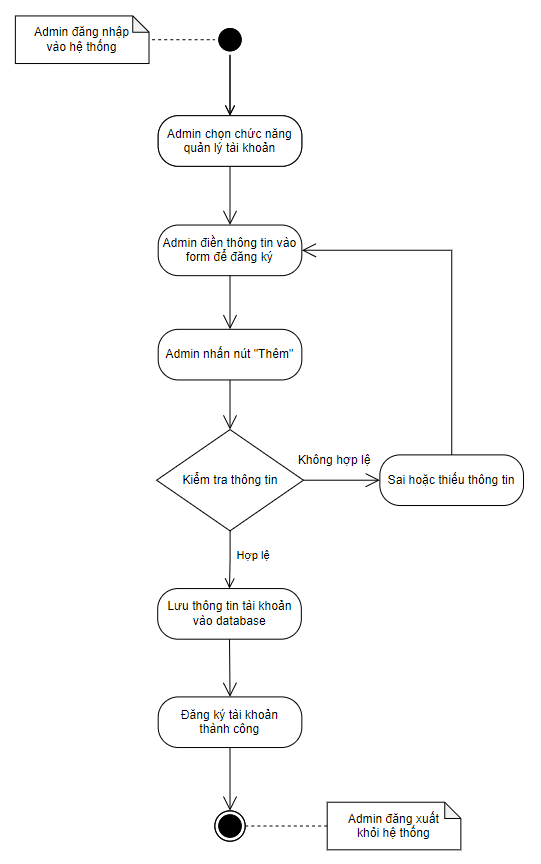 Admin đăng nhập
vào hệ thống
Admin chọn chức năng
quản lý tài khoản
Admin điền thông tin vào
form để đăng ký
Admin nhấn nút "Thêm"
Kiểm tra thông tin
Không hợp lệ
Sai hoặc thiếu thông tin
Hợp lệ
Lưu thông tin tài khoản
vào database
Đăng ký tài khoản
thành công
Admin đăng xuất
khỏi hệ thống